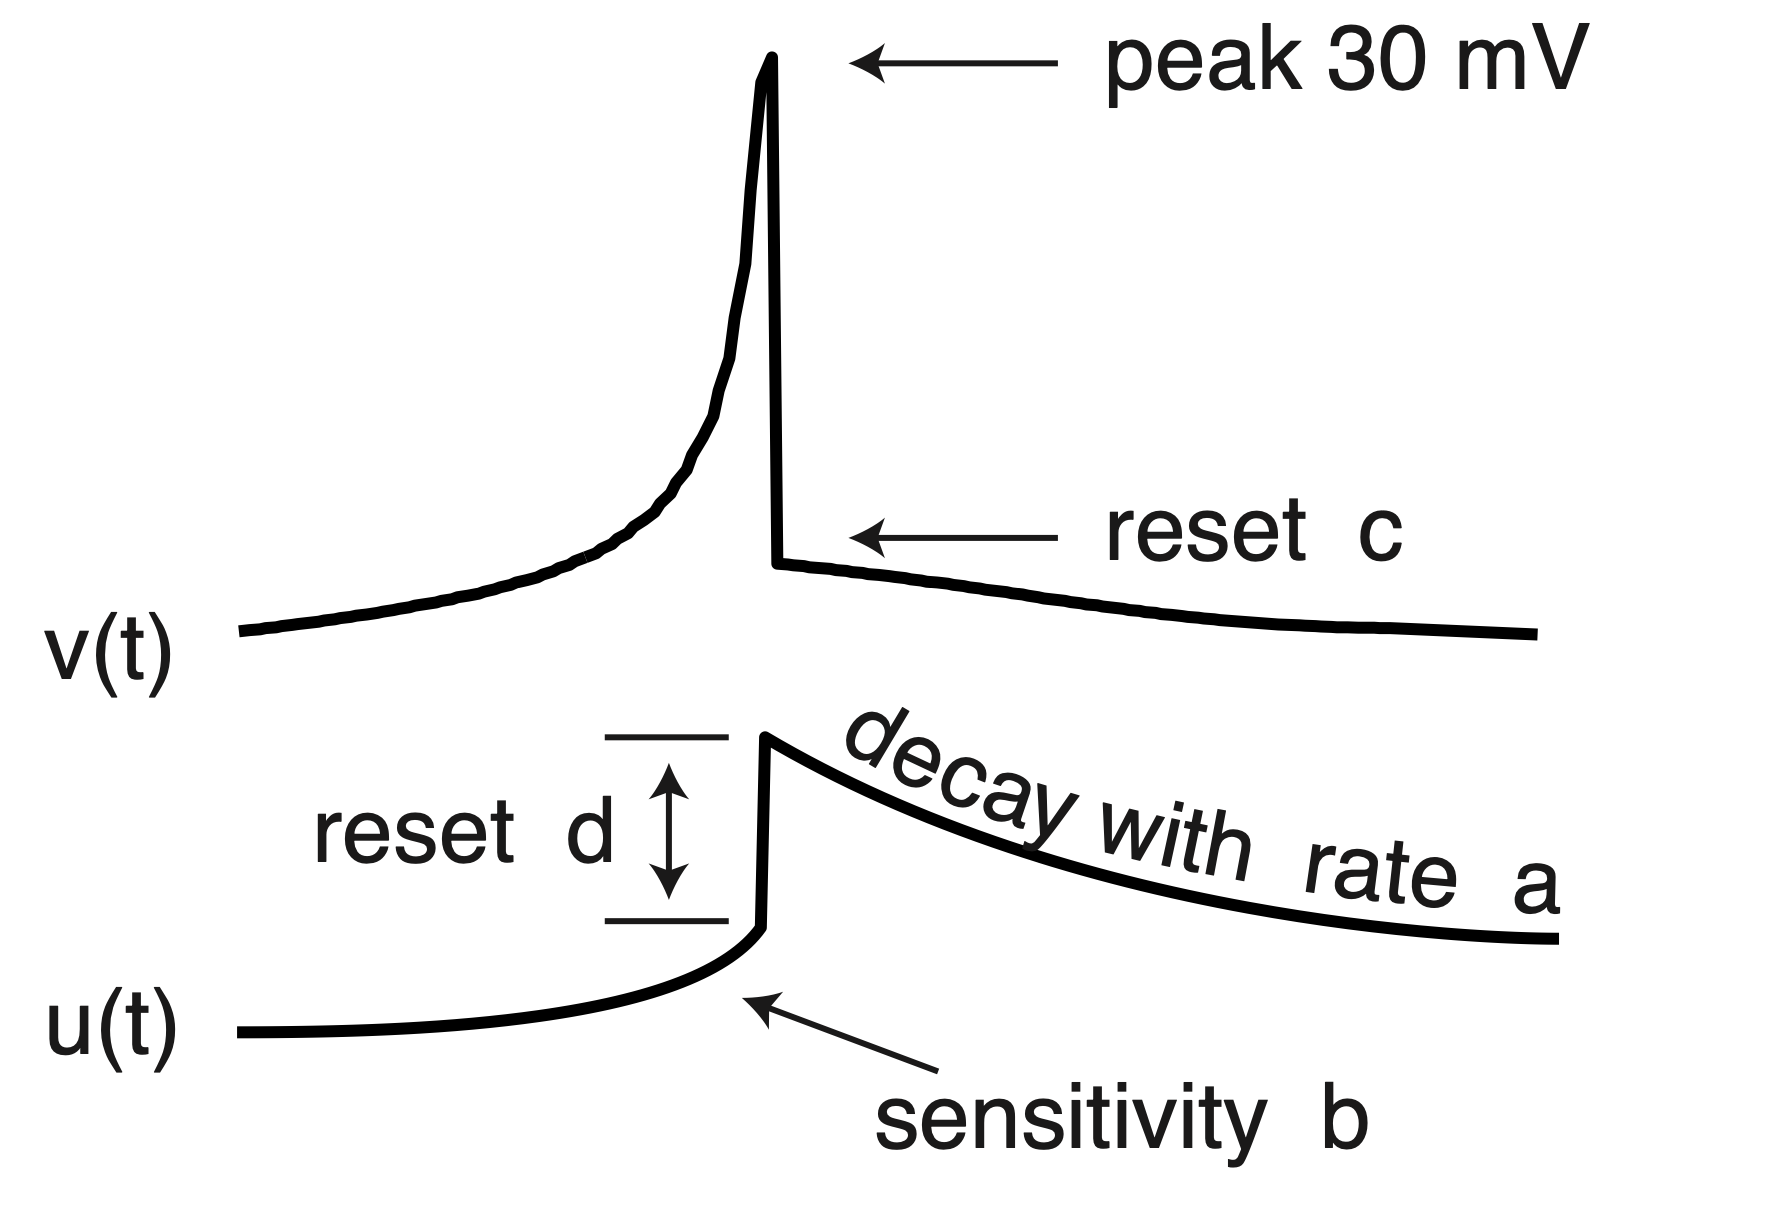 peak 30 mV
reset c
v(t)
decay with rate a
reset d
u(t)
sensitivity b